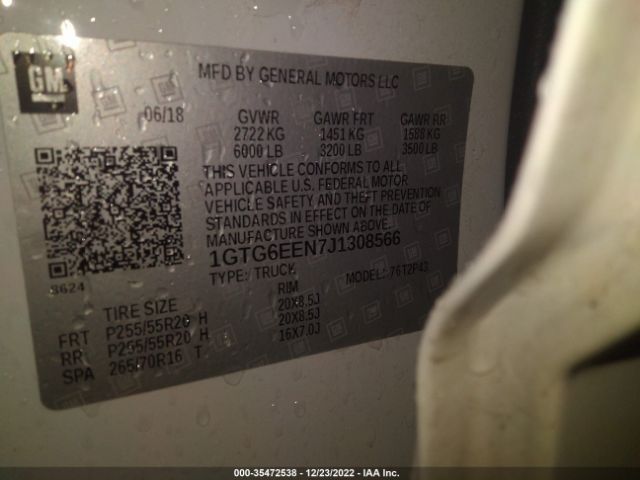 GM
MFD BY GENERAL MOTORS LLC
06/18 GVWR GAWR FRT GAWR RR
2722 KG 1451 KG 1588 KG
6000 LB 3200 LB 3500 LB
THIS VEHICLE CONFORMS TO ALL
APPLICABLE U.S. FEDERAL MOTOR
VEHICLE SAFETY AND THEFT PREVENTION
STANDARDS IN EFFECT ON THE DATE OF
MANUFACTURE SHOWN ABOVE.
1GTG6EEN7J1308566
8624 TYPE: TRUCK MODEL: 76T2P43
TIRE SIZE RIM
FRT P255/55R20 H 20X8.5J
RR P255/55R20 H 20X8.5J
SPA 265/70R16 T 16X7.0J
000-35472538 - 12/23/2022 - IAA Inc.